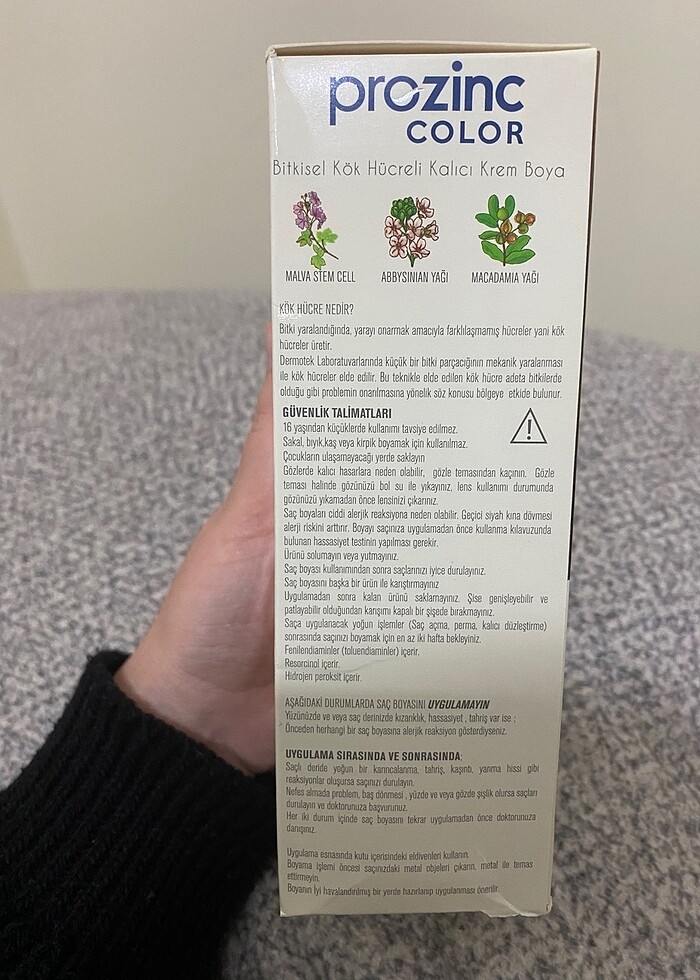 prozinc
COLOR
Bitkisel Kök Hücreli Kalıcı Krem Boya
MALVA STEM CELL ABBYSINIAN YAĞI MACADAMIA YAĞI
KÖK HÜCRE NEDİR?
Bitki yaralandığında, yarayı onarmak amacıyla farklılaşmamış hücreler yani kök
hücreler üretir.
Dermotek Laboratuvarlarında küçük bir bitki parçacığının mekanik yaralanması
ile kök hücreler elde edilir. Bu teknikle elde edilen kök hücre adeta bitkilerde
olduğu gibi problemin onarılmasına yönelik söz konusu bölgeye etkide bulunur.
GÜVENLİK TALİMATLARI
16 yaşından küçüklerde kullanımı tavsiye edilmez.
Sakal, bıyık,kaş veya kirpik boyamak için kullanılmaz.
Çocukların ulaşamayacağı yerde saklayın
Gözlerde kalıcı hasarlara neden olabilir, gözle temasından kaçının. Gözle
teması halinde gözünüzü bol su ile yıkayınız, lens kullanımı durumunda
gözünüzü yıkamadan önce lensinizi çıkarınız.
Saç boyaları ciddi alerjik reaksiyona neden olabilir. Geçici siyah kına dövmesi
alerji riskini arttırır. Boyayı saçınıza uygulamadan önce kullanma kılavuzunda
bulunan hassasiyet testinin yapılması gerekir.
Ürünü solumayın veya yutmayınız.
Saç boyası kullanımından sonra saçlarınızı iyice durulayınız.
Saç boyasını başka bir ürün ile karıştırmayınız
Uygulamadan sonra kalan ürünü saklamayınız. Şişe genişleyebilir ve
patlayabilir olduğundan karışımı kapalı bir şişede bırakmayınız.
Saça uygulanacak yoğun işlemler (Saç açma, perma, kalıcı düzleştirme)
sonrasında saçınızı boyamak için en az iki hafta bekleyiniz.
Fenilendiaminler (toluendiaminler) içerir.
Resorcinol içerir.
Hidrojen peroksit içerir.
AŞAĞIDAKİ DURUMLARDA SAÇ BOYASINI UYGULAMAYIN
Yüzünüzde ve veya saç derinizde kızarıklık, hassasiyet , tahriş var ise ;
Önceden herhangi bir saç boyasına alerjik reaksiyon gösterdiyseniz.
UYGULAMA SIRASINDA VE SONRASINDA;
Saçlı deride yoğun bir karıncalanma, tahriş, kaşıntı, yanma hissi gibi
reaksiyonlar oluşursa saçınızı durulayın.
Nefes almada problem, baş dönmesi , yüzde ve veya gözde şişlik olursa saçları
durulayın ve doktorunuza başvurunuz.
Her iki durum içinde saç boyasını tekrar uygulamadan önce doktorunuza
danışınız.
Uygulama esnasında kutu içerisindeki eldivenleri kullanın.
Boyama işlemi öncesi saçınızdaki metal objeleri çıkarın, metal ile temas
ettirmeyin.
Boyanın İyi havalandırılmış bir yerde hazırlanıp uygulanması önerilir.